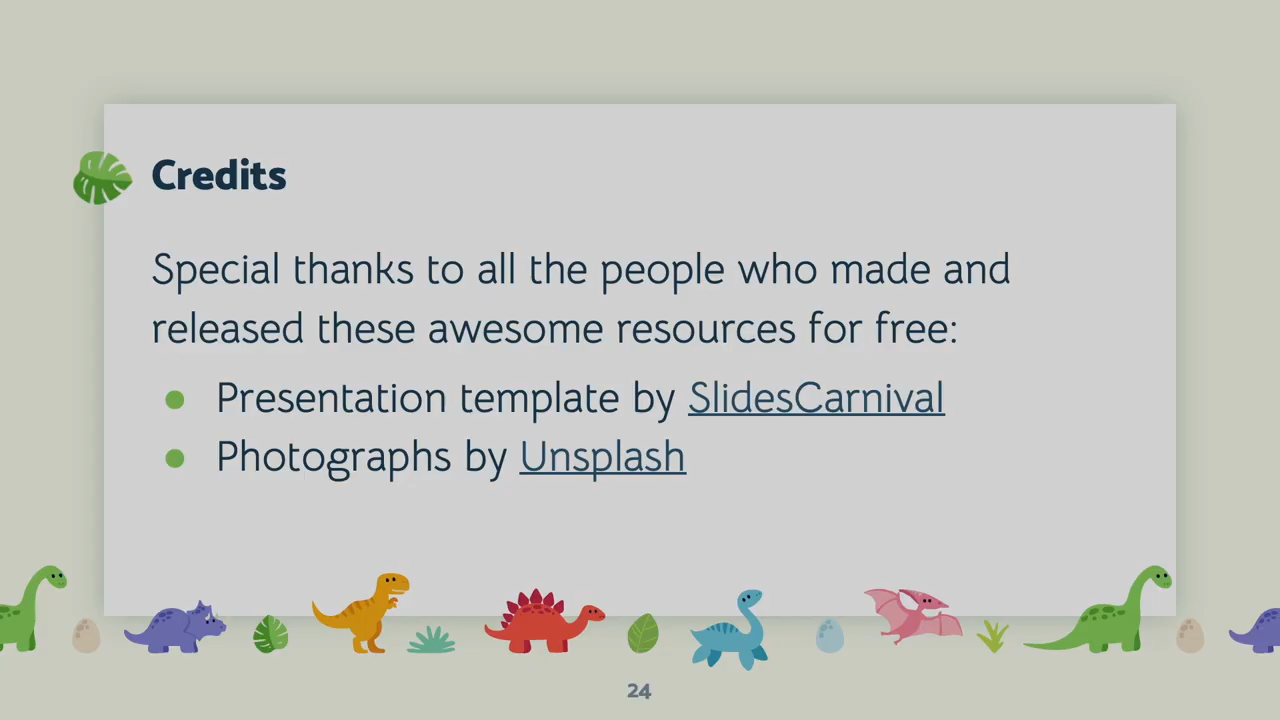 Credits
Special thanks to all the people who made and
released these awesome resources for free:
● Presentation template by SlidesCarnival
● Photographs by Unsplash
24